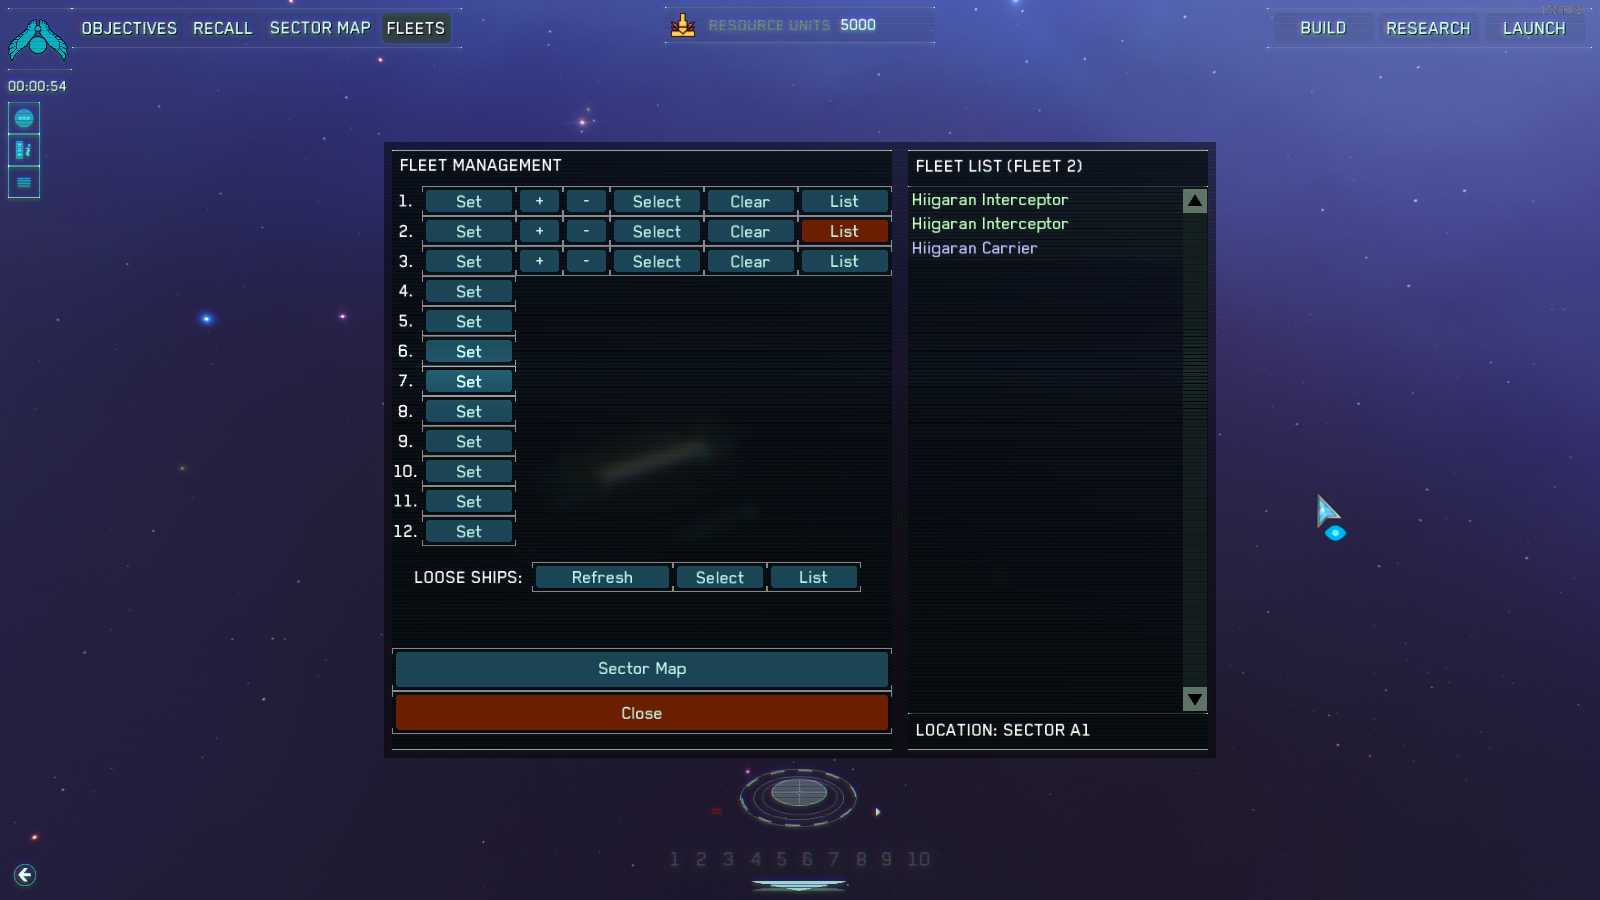 OBJECTIVES RECALL SECTOR MAP FLEETS
RESOURCE UNITS 5000
BUILD RESEARCH LAUNCH
00:00:54
FLEET MANAGEMENT
1. Set + - Select Clear List
2. Set + - Select Clear List
3. Set + - Select Clear List
4. Set
5. Set
6. Set
7. Set
8. Set
9. Set
10. Set
11. Set
12. Set
LOOSE SHIPS: Refresh Select List
Sector Map
Close
FLEET LIST (FLEET 2)
Hiigaran Interceptor
Hiigaran Interceptor
Hiigaran Carrier
LOCATION: SECTOR A1
1 2 3 4 5 6 7 8 9 10